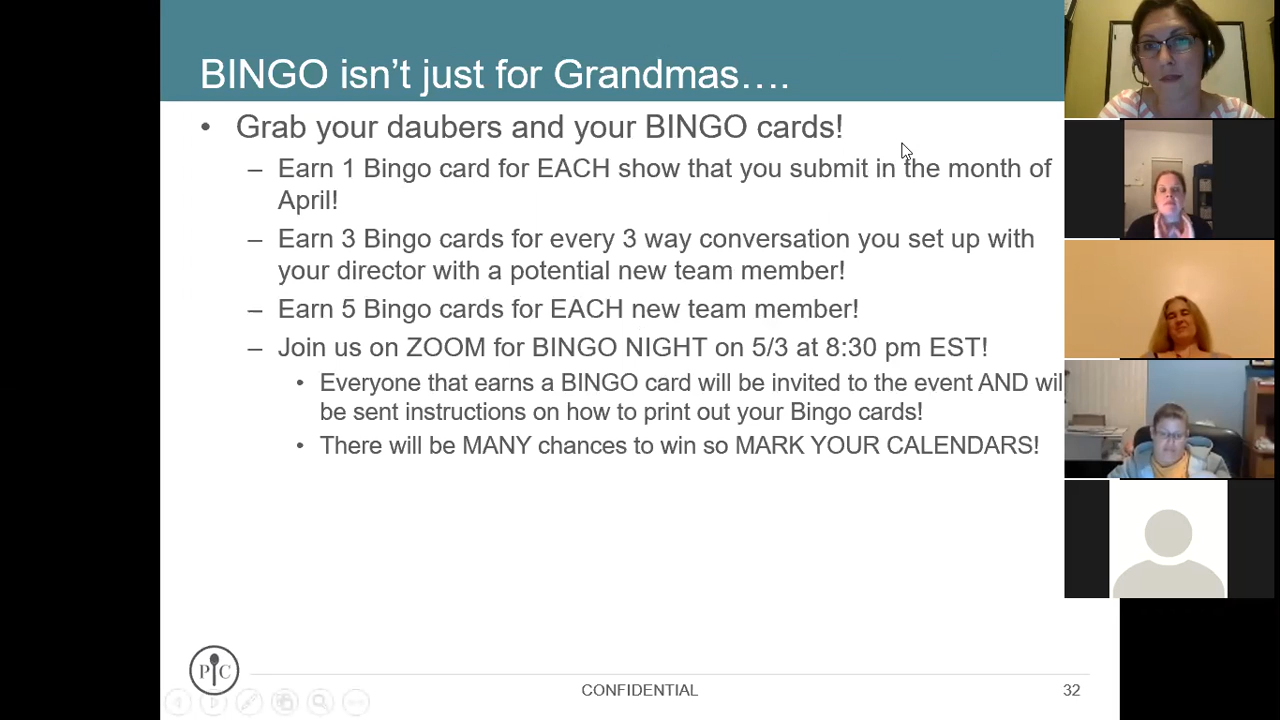 BINGO isn’t just for Grandmas….
• Grab your daubers and your BINGO cards!
– Earn 1 Bingo card for EACH show that you submit in the month of
April!
– Earn 3 Bingo cards for every 3 way conversation you set up with
your director with a potential new team member!
– Earn 5 Bingo cards for EACH new team member!
– Join us on ZOOM for BINGO NIGHT on 5/3 at 8:30 pm EST!
• Everyone that earns a BINGO card will be invited to the event AND will
be sent instructions on how to print out your Bingo cards!
• There will be MANY chances to win so MARK YOUR CALENDARS!
P C
CONFIDENTIAL
32